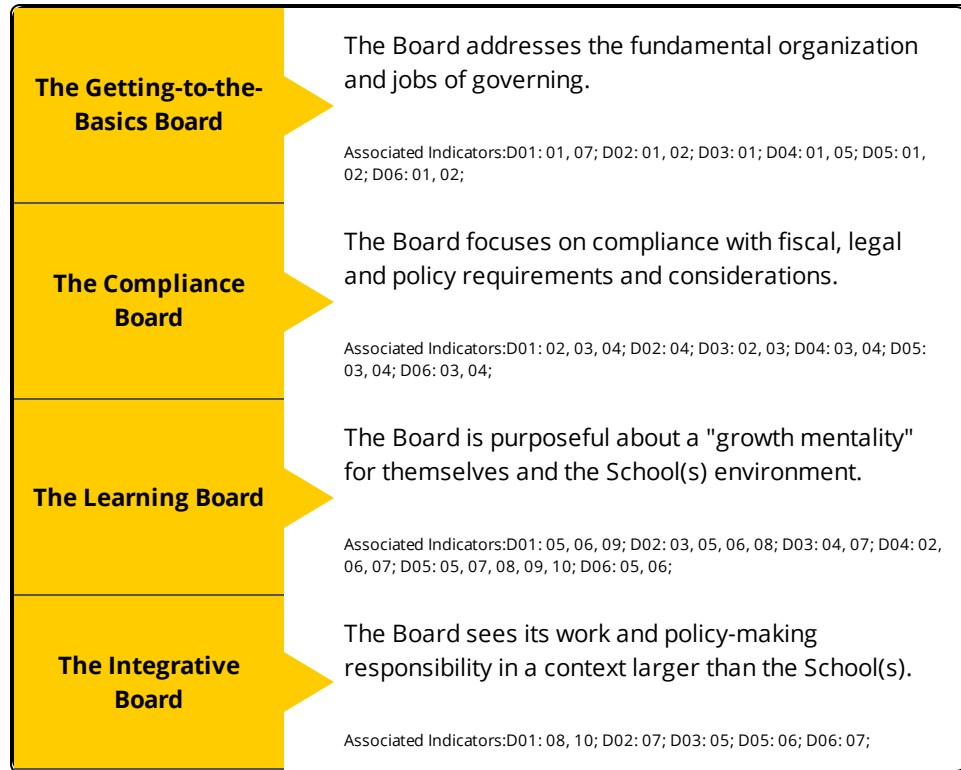 The Getting-to-the-
Basics Board
The Board addresses the fundamental organization
and jobs of governing.
Associated Indicators:D01: 01, 07; D02: 01, 02; D03: 01; D04: 01, 05; D05: 01,
02; D06: 01, 02;
The Compliance
Board
The Board focuses on compliance with fiscal, legal
and policy requirements and considerations.
Associated Indicators:D01: 02, 03, 04; D02: 04; D03: 02, 03; D04: 03, 04; D05:
03, 04; D06: 03, 04;
The Learning Board
The Board is purposeful about a "growth mentality"
for themselves and the School(s) environment.
Associated Indicators:D01: 05, 06, 09; D02: 03, 05, 06, 08; D03: 04, 07; D04: 02,
06, 07; D05: 05, 07, 08, 09, 10; D06: 05, 06;
The Integrative
Board
The Board sees its work and policy-making
responsibility in a context larger than the School(s).
Associated Indicators:D01: 08, 10; D02: 07; D03: 05; D05: 06; D06: 07;